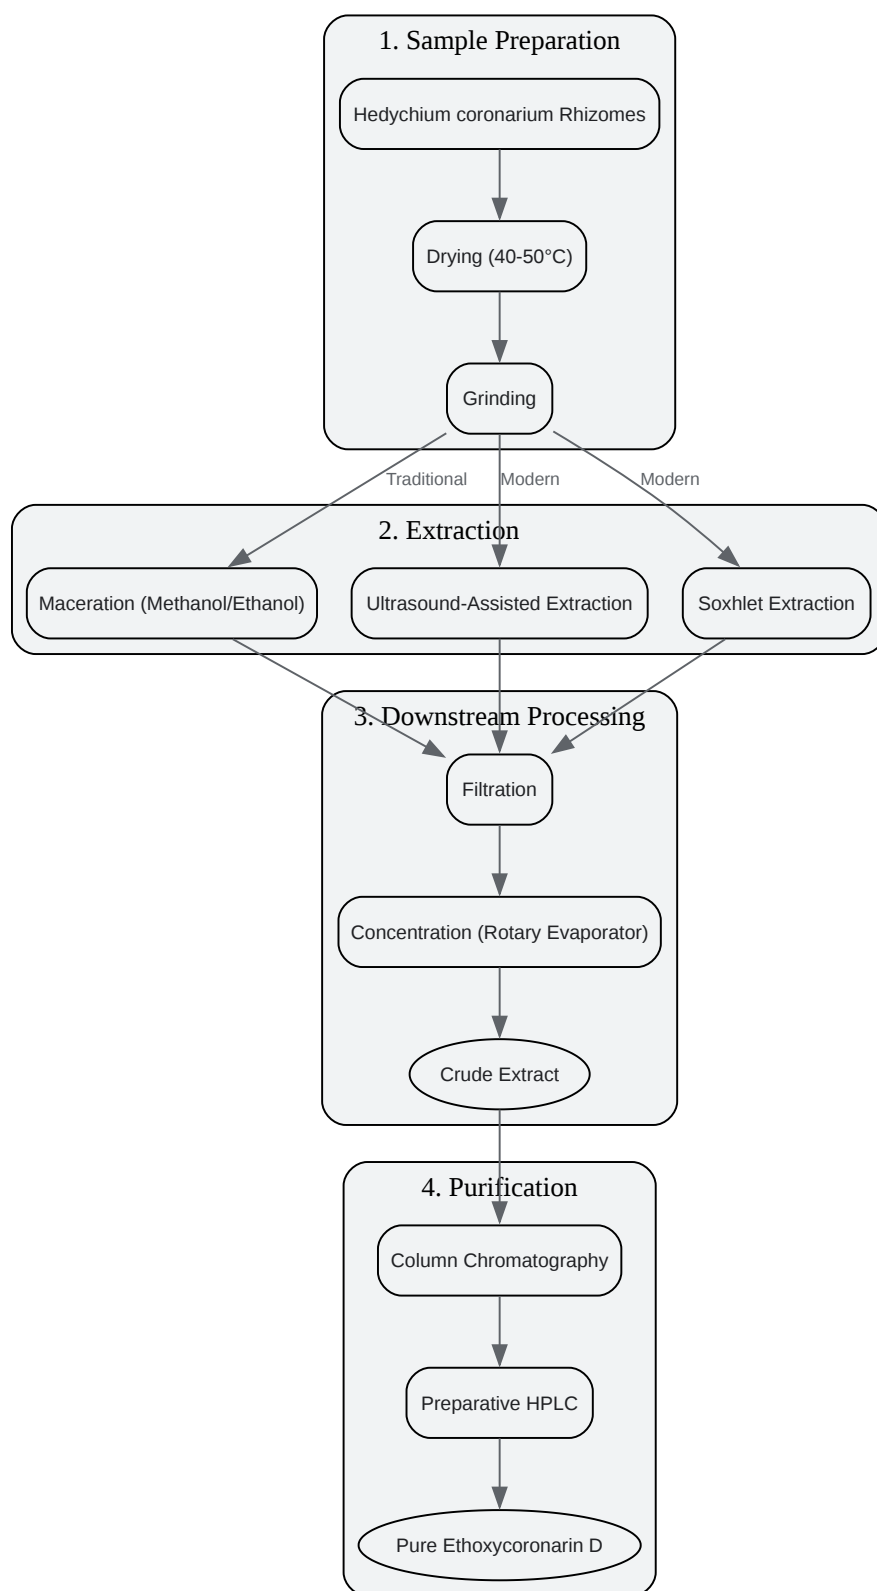 1. Sample Preparation
Hedychium coronarium Rhizomes
Drying (40-50°C)
Grinding
Traditional
Modern
Modern
2. Extraction
Maceration (Methanol/Ethanol)
Ultrasound-Assisted Extraction
Soxhlet Extraction
3. Downstream Processing
Filtration
Concentration (Rotary Evaporator)
Crude Extract
4. Purification
Column Chromatography
Preparative HPLC
Pure Ethoxycoronarin D